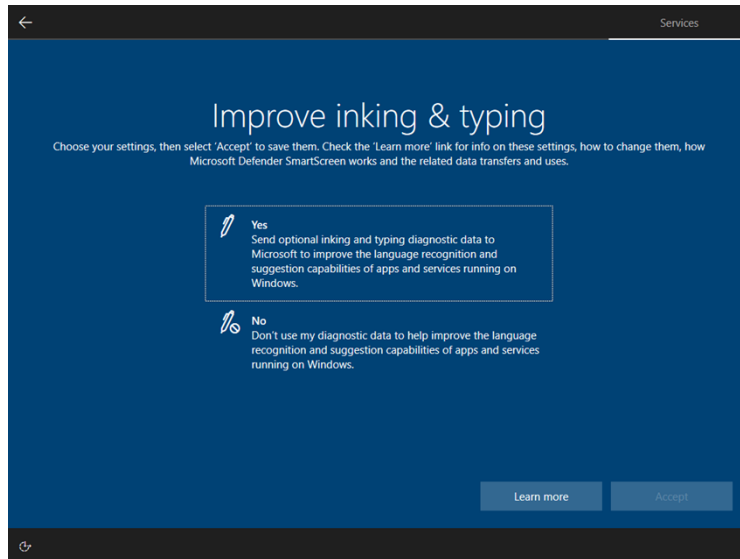 Services
Improve inking & typing
Choose your settings, then select 'Accept' to save them. Check the 'Learn more' link for info on these settings, how to change them, how
Microsoft Defender SmartScreen works and the related data transfers and uses.
Yes
Send optional inking and typing diagnostic data to
Microsoft to improve the language recognition and
suggestion capabilities of apps and services running on
Windows.
No
Don't use my diagnostic data to help improve the language
recognition and suggestion capabilities of apps and services
running on Windows.
Learn more
Accept